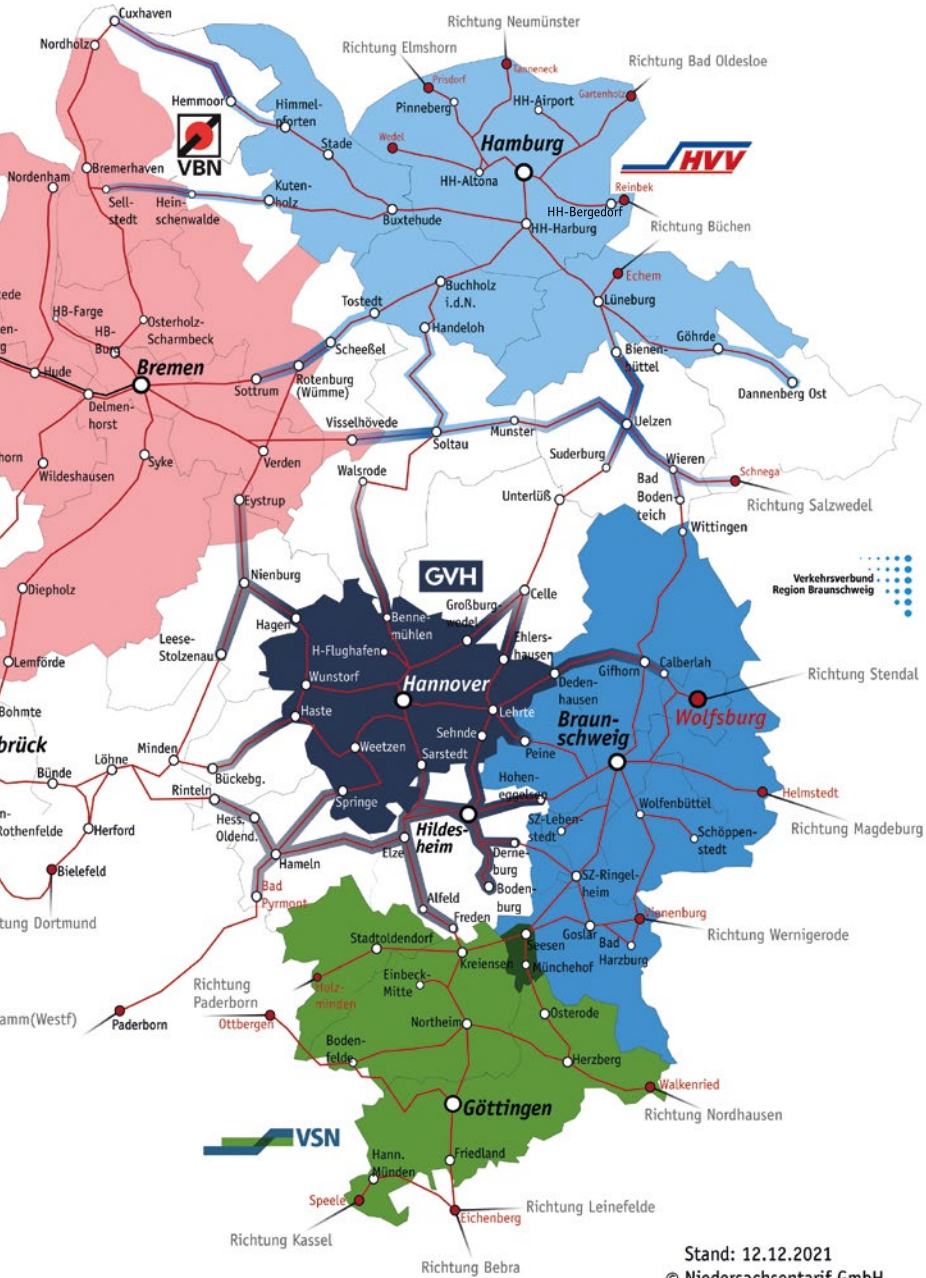 Cuxhaven
Nordholz
Richtung Neumünster
Richtung Elmshorn
Richtung Bad Oldesloe
Tanneneck
Prisdorf
Pinneberg
HH-Airport
Gartenholz
Hemmoor
Himmel-
pforten
VBN
Stade
Wedel
Hamburg
HVV
Bremerhaven
Nordenham
HH-Altona
Sell-
stedt
Hein-
schenwalde
Kuten-
holz
Buxtehude
Reinbek
HH-Bergedorf
Richtung Büchen
HH-Harburg
Echem
Buchholz
i.d.N.
Lüneburg
ede
HB-Farge
Tostedt
Handeloh
en-
g
HB-
Burg
Osterholz-
Scharmbeck
Scheeßel
Göhrde
Bienen-
büttel
Hude
Bremen
Sottrum
Rotenburg
(Wümme)
Dannenberg Ost
Delmen-
horst
Visselhövede
Munster
Uelzen
Soltau
horn
Wildeshausen
Syke
Verden
Walsrode
Suderburg
Wieren
Schnega
Bad
Boden-
teich
Richtung Salzwedel
Eystrup
Unterlüß
Wittingen
GVH
Verkehrsverbund
Region Braunschweig
Diepholz
Nienburg
Celle
Hagen
Benne-
mühlen
Großburg-
wedel
Leese-
Stolzenau
H-Flughafen
Ehlers-
hausen
Lemförde
Wunstorf
Hannover
Deden-
hausen
Gifhorn
Calberlah
Richtung Stendal
Bohmte
Haste
Lehrte
Wolfsburg
brück
Weetzen
Sehnde
Sarstedt
Braun-
schweig
Peine
Bünde
Löhne
Minden
Bückebg.
Rinteln
Springe
Hohen-
eggelsen
Helmstedt
Wolfenbüttel
n-
Rothenfelde
Herford
Hess.
Oldend.
Hildes-
heim
SZ-Leben-
stedt
Schöppen-
stedt
Richtung Magdeburg
Elze
Hameln
Derne-
burg
Bielefeld
SZ-Ringel-
heim
Boden-
burg
Bad
Pyrmont
Alfeld
Freden
Vienenburg
tung Dortmund
Stadtoldendorf
Seesen
Goslar
Bad
Harzburg
Richtung Wernigerode
Kreiensen
Münchehof
Richtung
Paderborn
Holz-
minden
Einbeck-
Mitte
amm(Westf)
Paderborn
Ottbergen
Northeim
Osterode
Boden-
felde
Herzberg
Walkenried
Göttingen
Richtung Nordhausen
VSN
Hann.
Münden
Friedland
Speele
Richtung Leinefelde
Eichenberg
Richtung Kassel
Richtung Bebra
Stand: 12.12.2021
© Niedersachsentarif GmbH